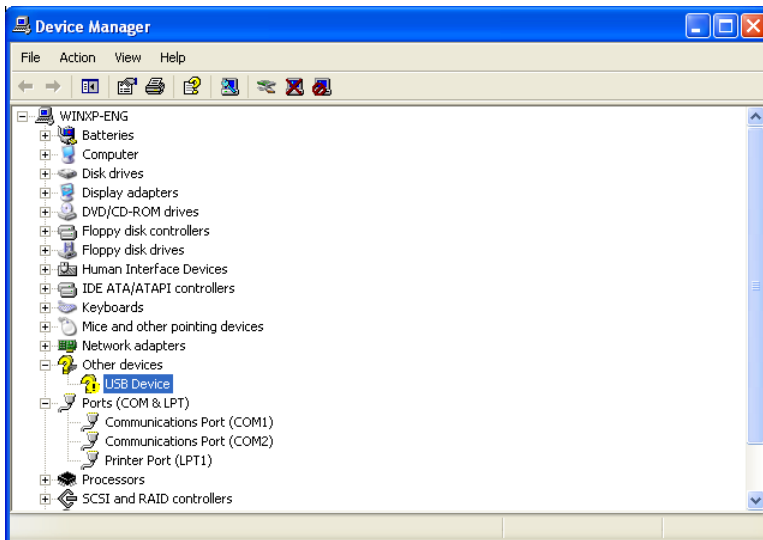 Device Manager
File Action View Help
WINXP-ENG
Batteries
Computer
Disk drives
Display adapters
DVD/CD-ROM drives
Floppy disk controllers
Floppy disk drives
Human Interface Devices
IDE ATA/ATAPI controllers
Keyboards
Mice and other pointing devices
Network adapters
Other devices
USB Device
Ports (COM & LPT)
Communications Port (COM1)
Communications Port (COM2)
Printer Port (LPT1)
Processors
SCSI and RAID controllers